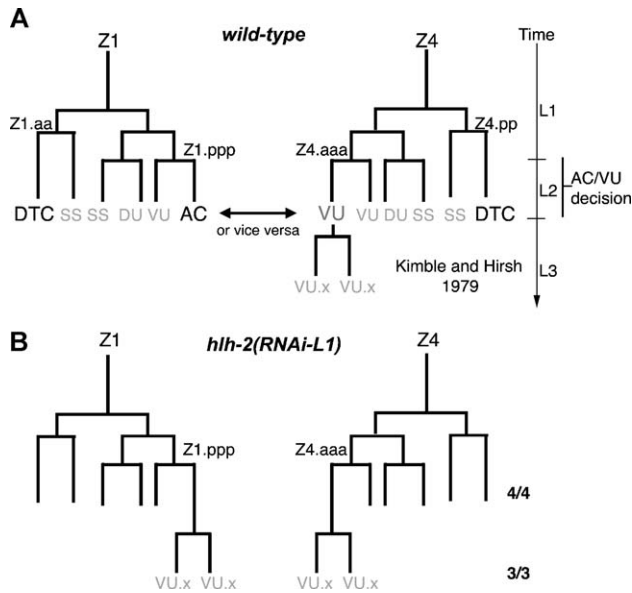 A
wild-type
Z1
Z4
Time
Z1.aa
Z4.pp
L1
Z1.ppp
Z4.aaa
L2
AC/VU
decision
DTC SS SS DU VU AC
or vice versa
VU VU DU SS SS DTC
VU.x VU.x
Kimble and Hirsh
1979
L3
B
hlh-2(RNAi-L1)
Z1
Z4
Z1.ppp
Z4.aaa
4/4
VU.x VU.x
VU.x VU.x
3/3